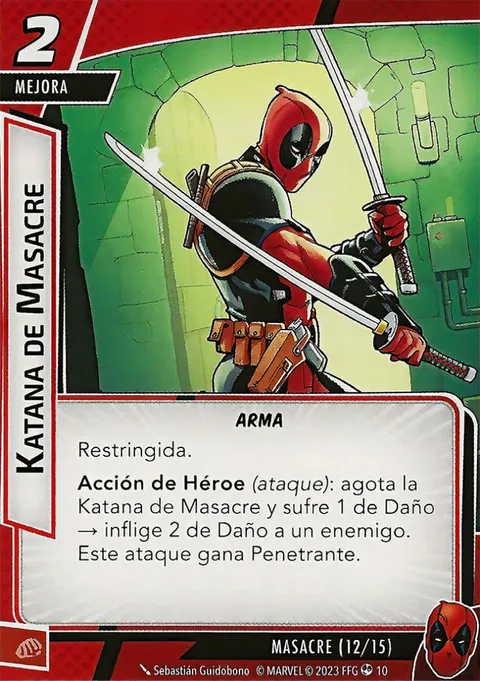 2
MEJORA
KATANA DE MASACRE
ARMA
Restringida.
Acción de Héroe (ataque): agota la
Katana de Masacre y sufre 1 de Daño
→ inflige 2 de Daño a un enemigo.
Este ataque gana Penetrante.
MASACRE (12/15)
Sebastián Guidobono © MARVEL © 2023 FFG 10